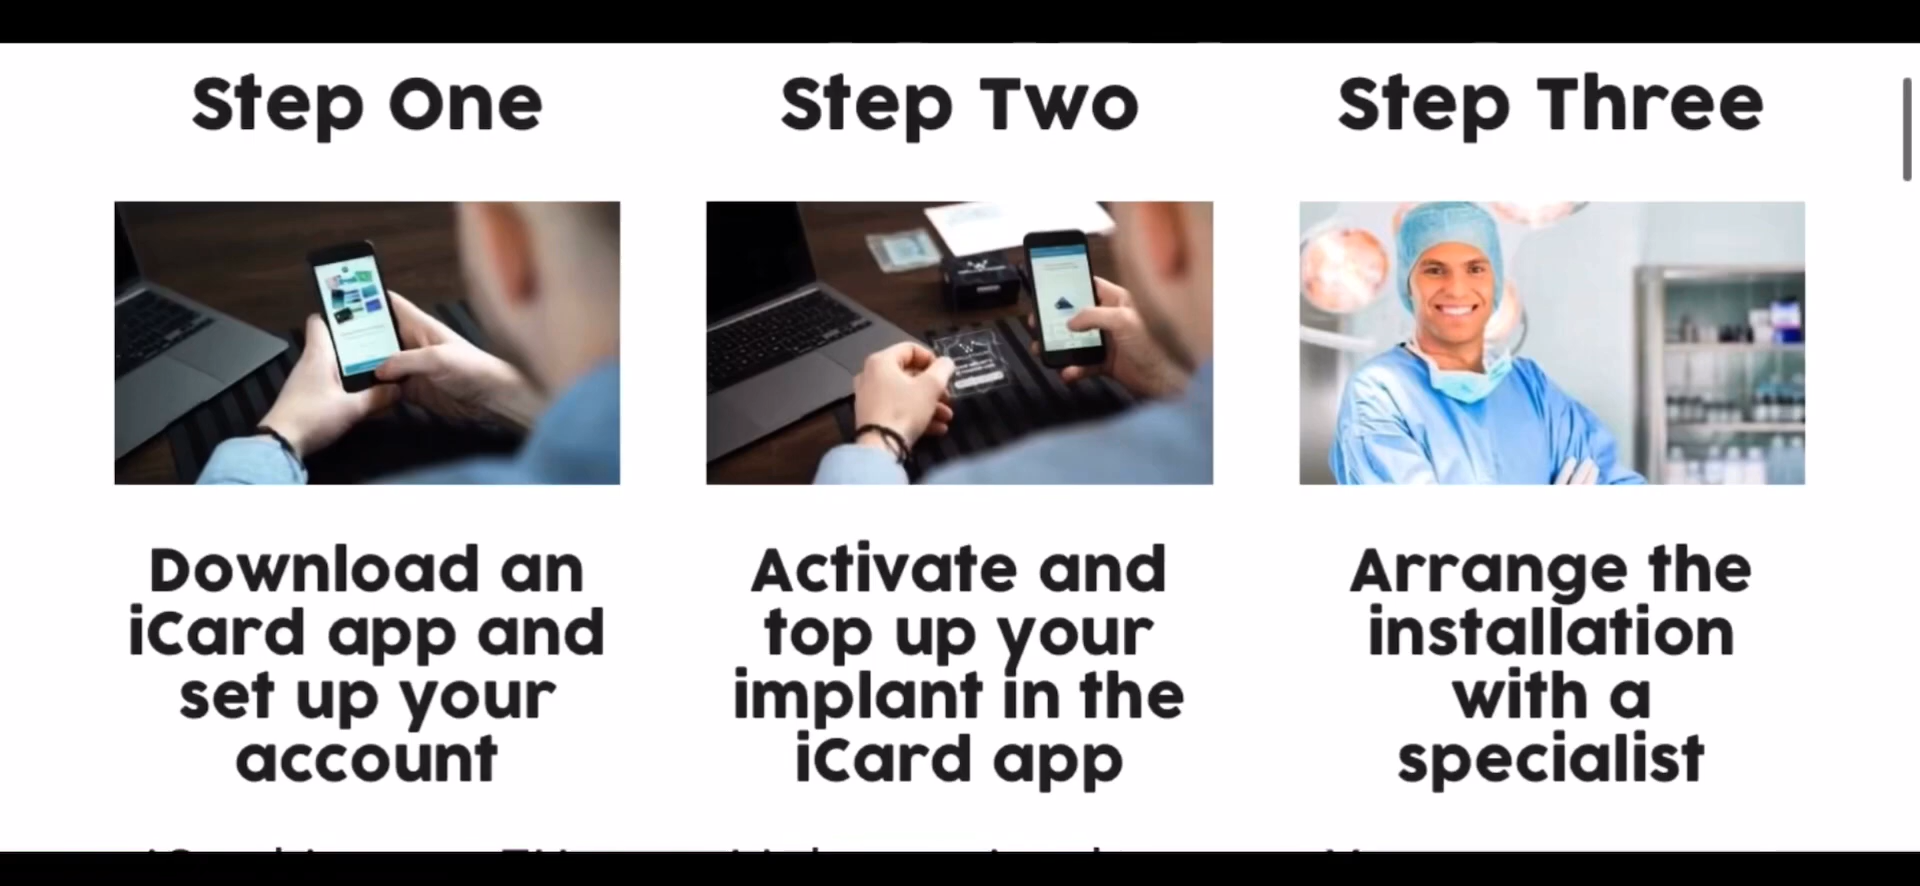 Step One
Step Two
Step Three
Download an
iCard app and
set up your
account
Activate and
top up your
implant in the
iCard app
Arrange the
installation
with a
specialist